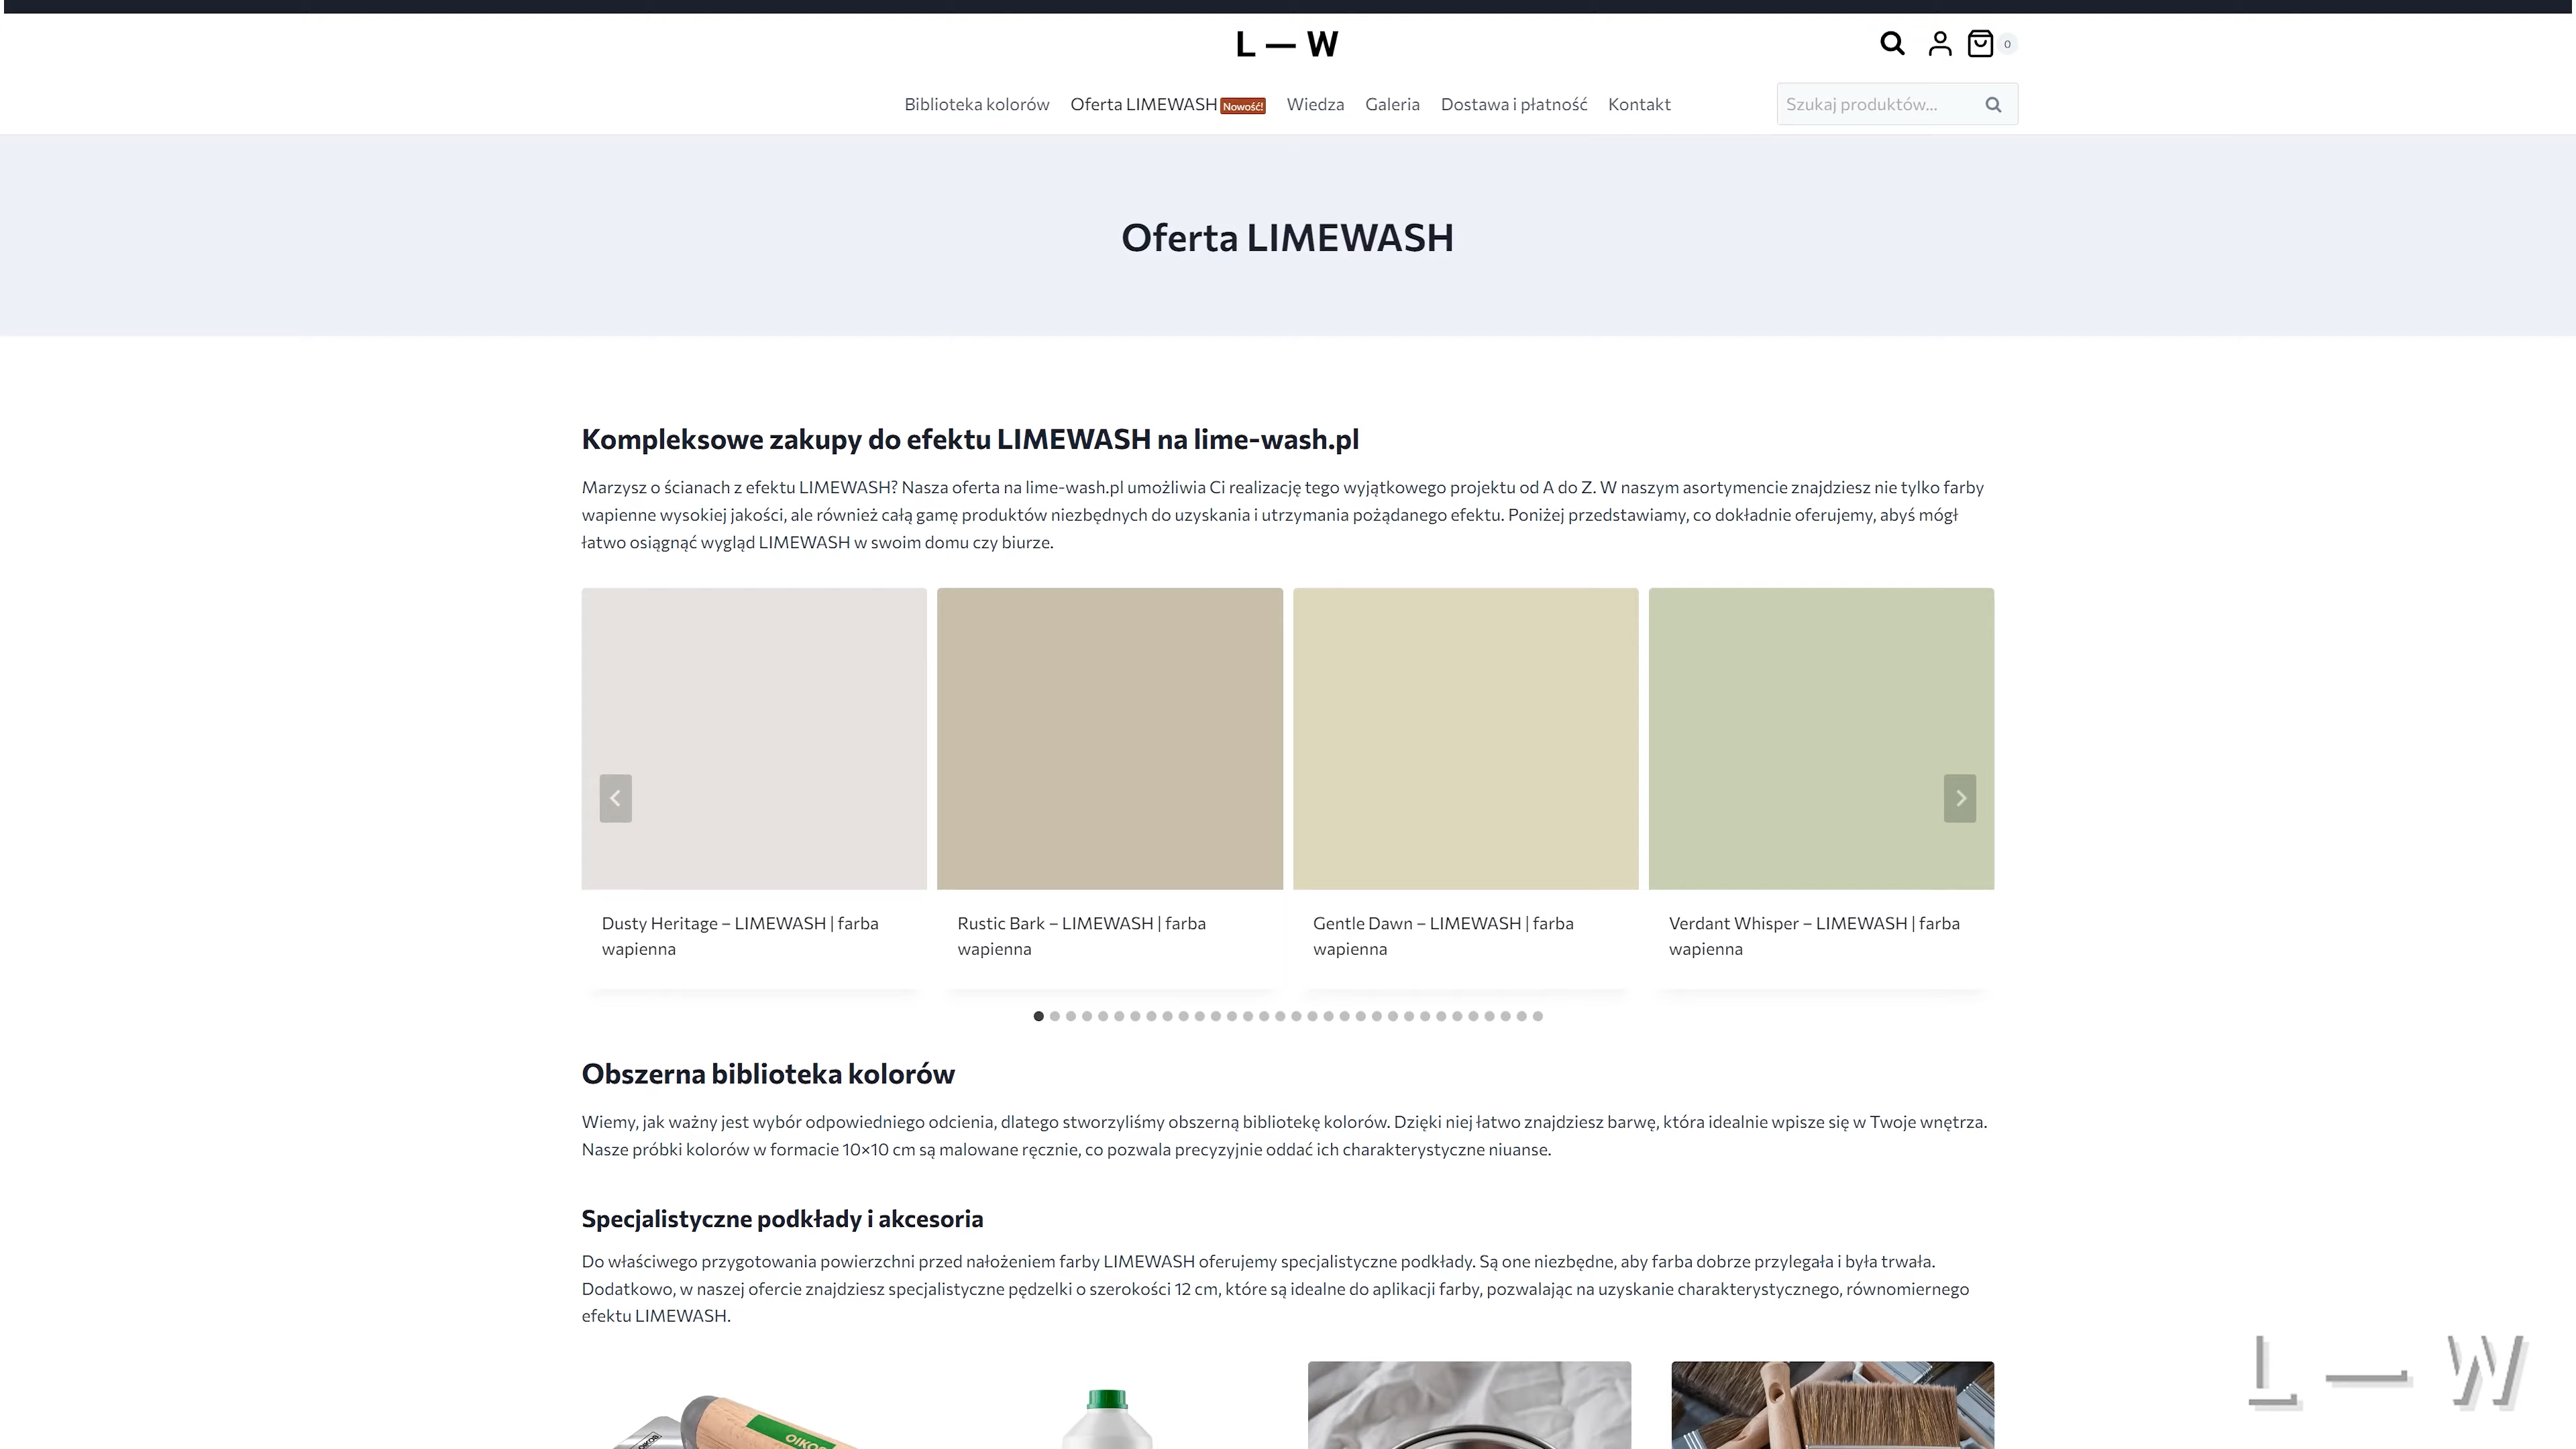 L — W
0
Biblioteka kolorów Oferta LIMEWASH Nowość! Wiedza Galeria Dostawa i płatność Kontakt Szukaj produktów...
Oferta LIMEWASH
Kompleksowe zakupy do efektu LIMEWASH na lime-wash.pl
Marzysz o ścianach z efektu LIMEWASH? Nasza oferta na lime-wash.pl umożliwia Ci realizację tego wyjątkowego projektu od A do Z. W naszym asortymencie znajdziesz nie tylko farby
wapienne wysokiej jakości, ale również całą gamę produktów niezbędnych do uzyskania i utrzymania pożądanego efektu. Poniżej przedstawiamy, co dokładnie oferujemy, abyś mógł
łatwo osiągnąć wygląd LIMEWASH w swoim domu czy biurze.
Dusty Heritage – LIMEWASH | farba
wapienna
Rustic Bark – LIMEWASH | farba
wapienna
Gentle Dawn – LIMEWASH | farba
wapienna
Verdant Whisper – LIMEWASH | farba
wapienna
Obszerna biblioteka kolorów
Wiemy, jak ważny jest wybór odpowiedniego odcienia, dlatego stworzyliśmy obszerną bibliotekę kolorów. Dzięki niej łatwo znajdziesz barwę, która idealnie wpisze się w Twoje wnętrza.
Nasze próbki kolorów w formacie 10×10 cm są malowane ręcznie, co pozwala precyzyjnie oddać ich charakterystyczne niuanse.
Specjalistyczne podkłady i akcesoria
Do właściwego przygotowania powierzchni przed nałożeniem farby LIMEWASH oferujemy specjalistyczne podkłady. Są one niezbędne, aby farba dobrze przylegała i była trwała.
Dodatkowo, w naszej ofercie znajdziesz specjalistyczne pędzelki o szerokości 12 cm, które są idealne do aplikacji farby, pozwalając na uzyskanie charakterystycznego, równomiernego
efektu LIMEWASH.
OIKOS
OIKOS
L — W